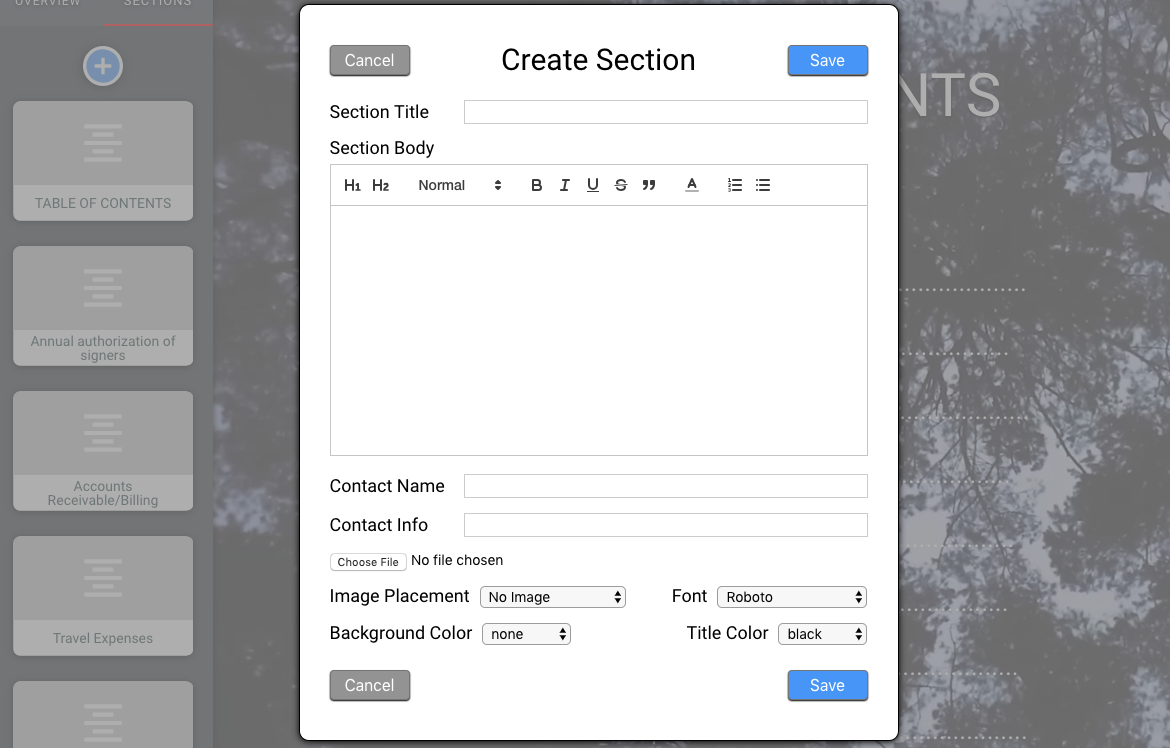 OVERVIEW SECTIONS
Cancel Create Section Save
Section Title
Section Body
H1 H2 Normal B I U S A
Contact Name
Contact Info
Choose File No file chosen
Image Placement No Image Font Roboto
Background Color none Title Color black
Cancel Save
TABLE OF CONTENTS
Annual authorization of
signers
Accounts
Receivable/Billing
Travel Expenses
NTS